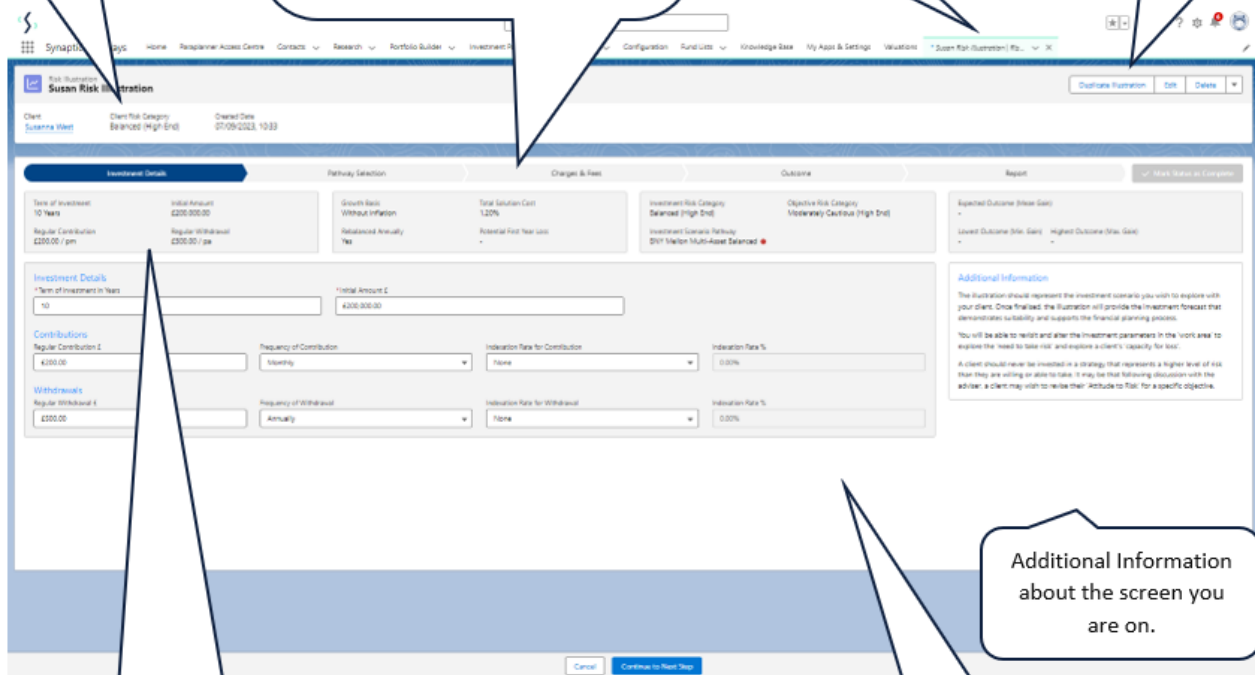 Synaptic ays Home Paraplanner Access Centre Contacts Research Portfolio Builder Investment Configuration Fund Lists Knowledge Base My Apps & Settings Valuations * Susan Risk Illustration | Ris...
Risk Illustration
Susan Risk Illustration
Duplicate Illustration Edit Delete
Client Client Risk Category Created Date
Susanna West Balanced (High End) 07/09/2023, 10:33
Investment Details Pathway Selection Charges & Fees Outcome Report Mark Status as Complete
Term of Investment Initial Amount Growth Basis Total Solution Cost Investment Risk Category Objective Risk Category Expected Outcome (Mean Gain)
10 Years £200,000.00 Without Inflation 1.20% Balanced (High End) Moderately Cautious (High End) -
Regular Contribution Regular Withdrawal Rebalanced Annually Potential First Year Loss Investment Scenario Pathway Lowest Outcome (Min. Gain) Highest Outcome (Max. Gain)
£200.00 / pm £500.00 / pa Yes - BNY Mellon Multi-Asset Balanced - -
Investment Details
*Term of Investment in Years *Initial Amount £
10 £200,000.00
Contributions
Regular Contribution £ Frequency of Contribution Indexation Rate for Contribution Indexation Rate %
£200.00 Monthly None 0.00%
Withdrawals
Regular Withdrawal £ Frequency of Withdrawal Indexation Rate for Withdrawal Indexation Rate %
£500.00 Annually None 0.00%
Additional Information
The illustration should represent the investment scenario you wish to explore with
your client. Once finalised, the illustration will provide the investment forecast that
demonstrates suitability and supports the financial planning process.
You will be able to revisit and alter the investment parameters in the 'work area' to
explore the 'need to take risk' and explore a client's 'capacity for loss'.
A client should never be invested in a strategy that represents a higher level of risk
than they are willing or able to take. It may be that following discussion with the
adviser, a client may wish to revise their 'Attitude to Risk' for a specific objective.
Additional Information
about the screen you
are on.
Cancel Continue to Next Step